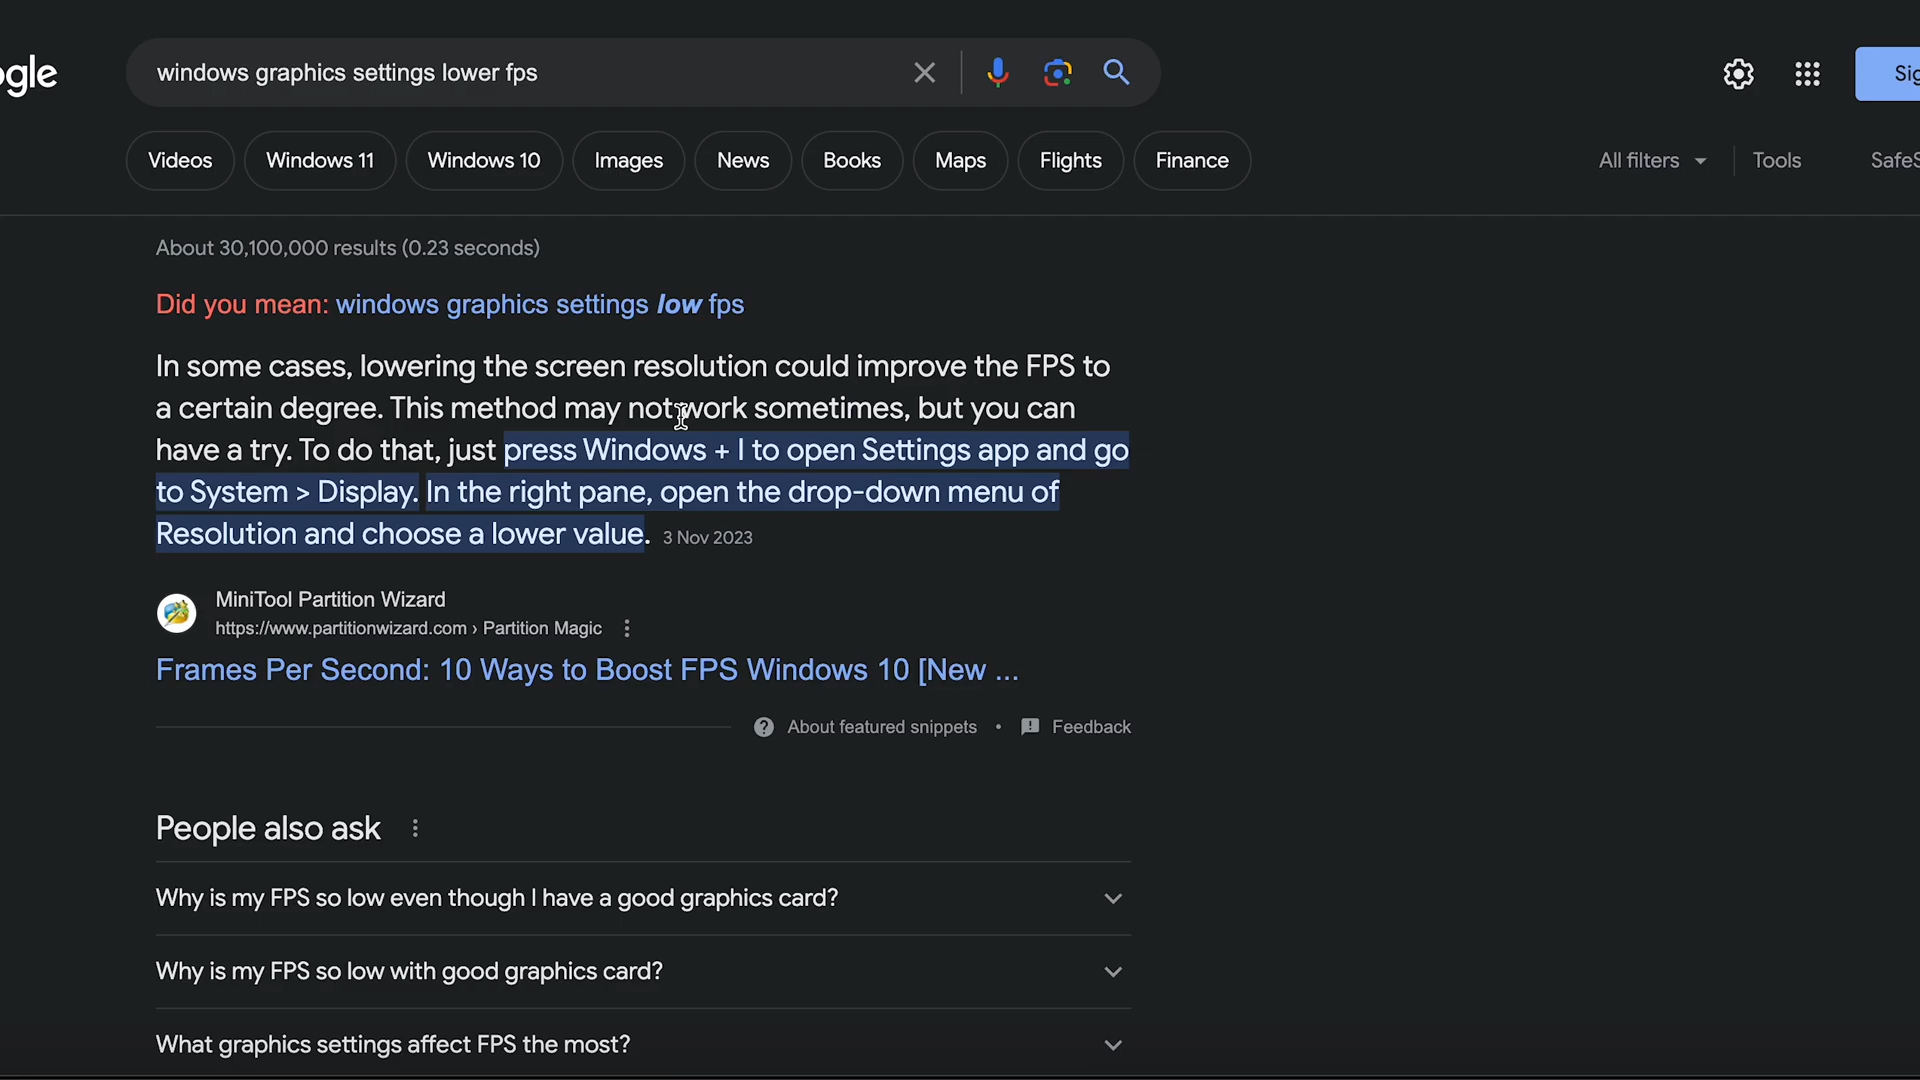 ogle
windows graphics settings lower fps
Sig
Videos Windows 11 Windows 10 Images News Books Maps Flights Finance All filters Tools SafeS
About 30,100,000 results (0.23 seconds)
Did you mean: windows graphics settings low fps
In some cases, lowering the screen resolution could improve the FPS to
a certain degree. This method may not work sometimes, but you can
have a try. To do that, just press Windows + I to open Settings app and go
to System > Display. In the right pane, open the drop-down menu of
Resolution and choose a lower value. 3 Nov 2023
MiniTool Partition Wizard
https://www.partitionwizard.com › Partition Magic
Frames Per Second: 10 Ways to Boost FPS Windows 10 [New ...
About featured snippets • Feedback
People also ask
Why is my FPS so low even though I have a good graphics card?
Why is my FPS so low with good graphics card?
What graphics settings affect FPS the most?